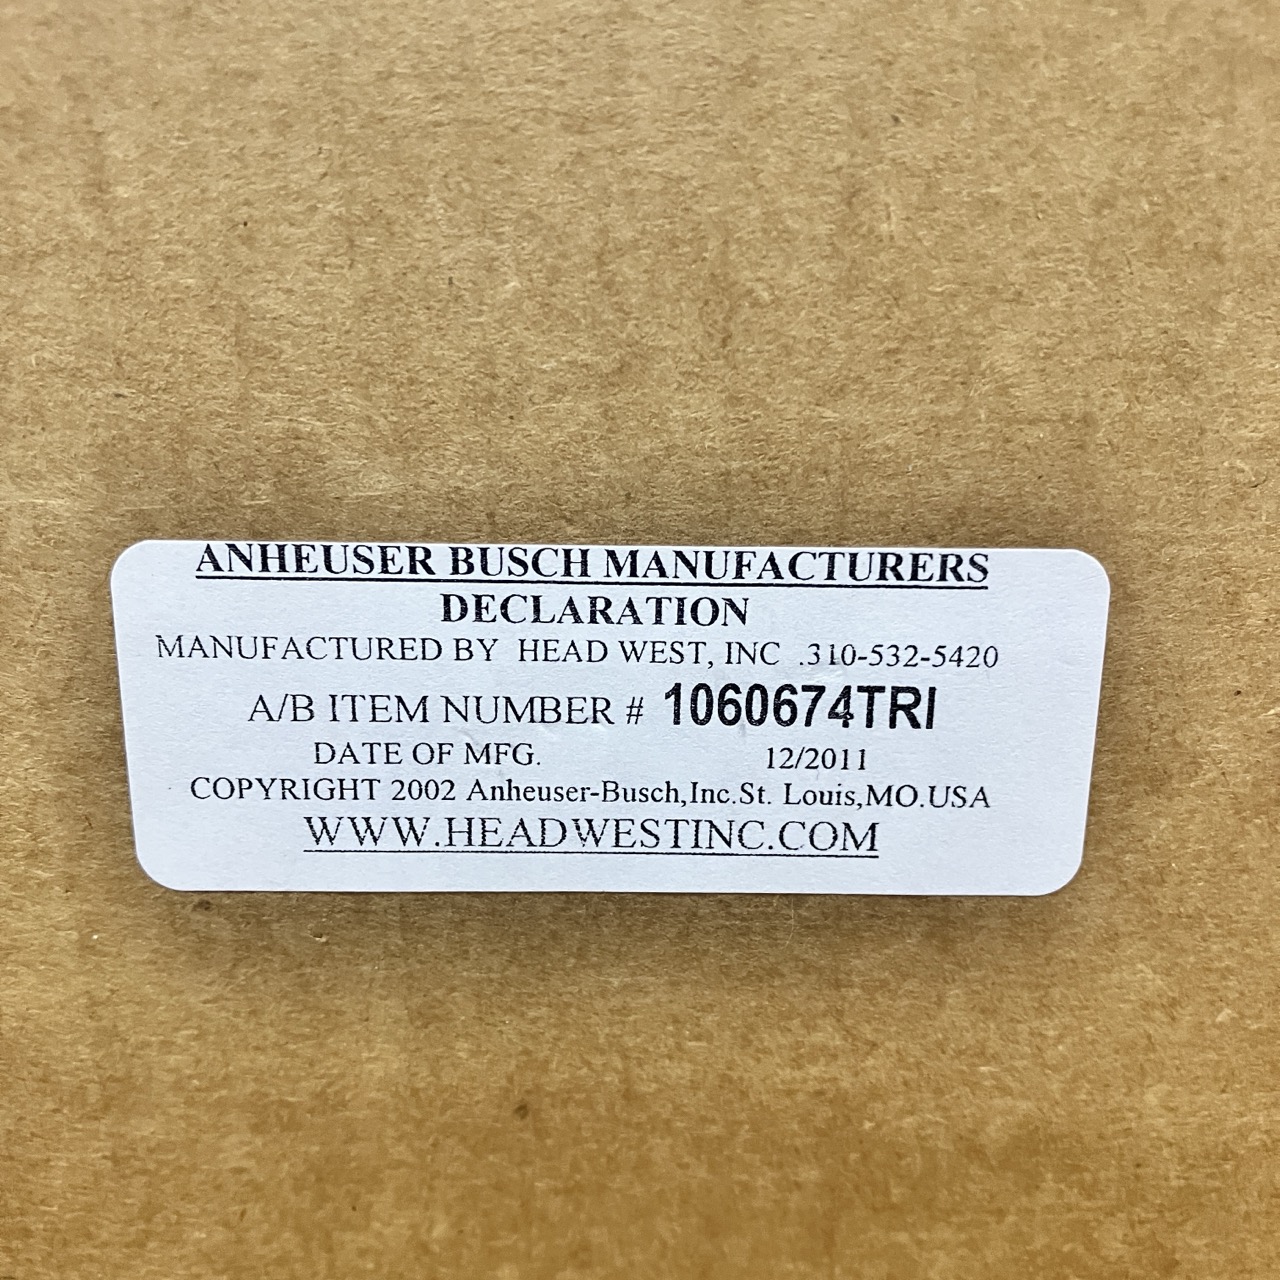 ANHEUSER BUSCH MANUFACTURERS
DECLARATION
MANUFACTURED BY HEAD WEST, INC .310-532-5420
A/B ITEM NUMBER # 1060674TRI
DATE OF MFG. 12/2011
COPYRIGHT 2002 Anheuser-Busch,Inc.St. Louis,MO.USA
WWW.HEADWESTINC.COM